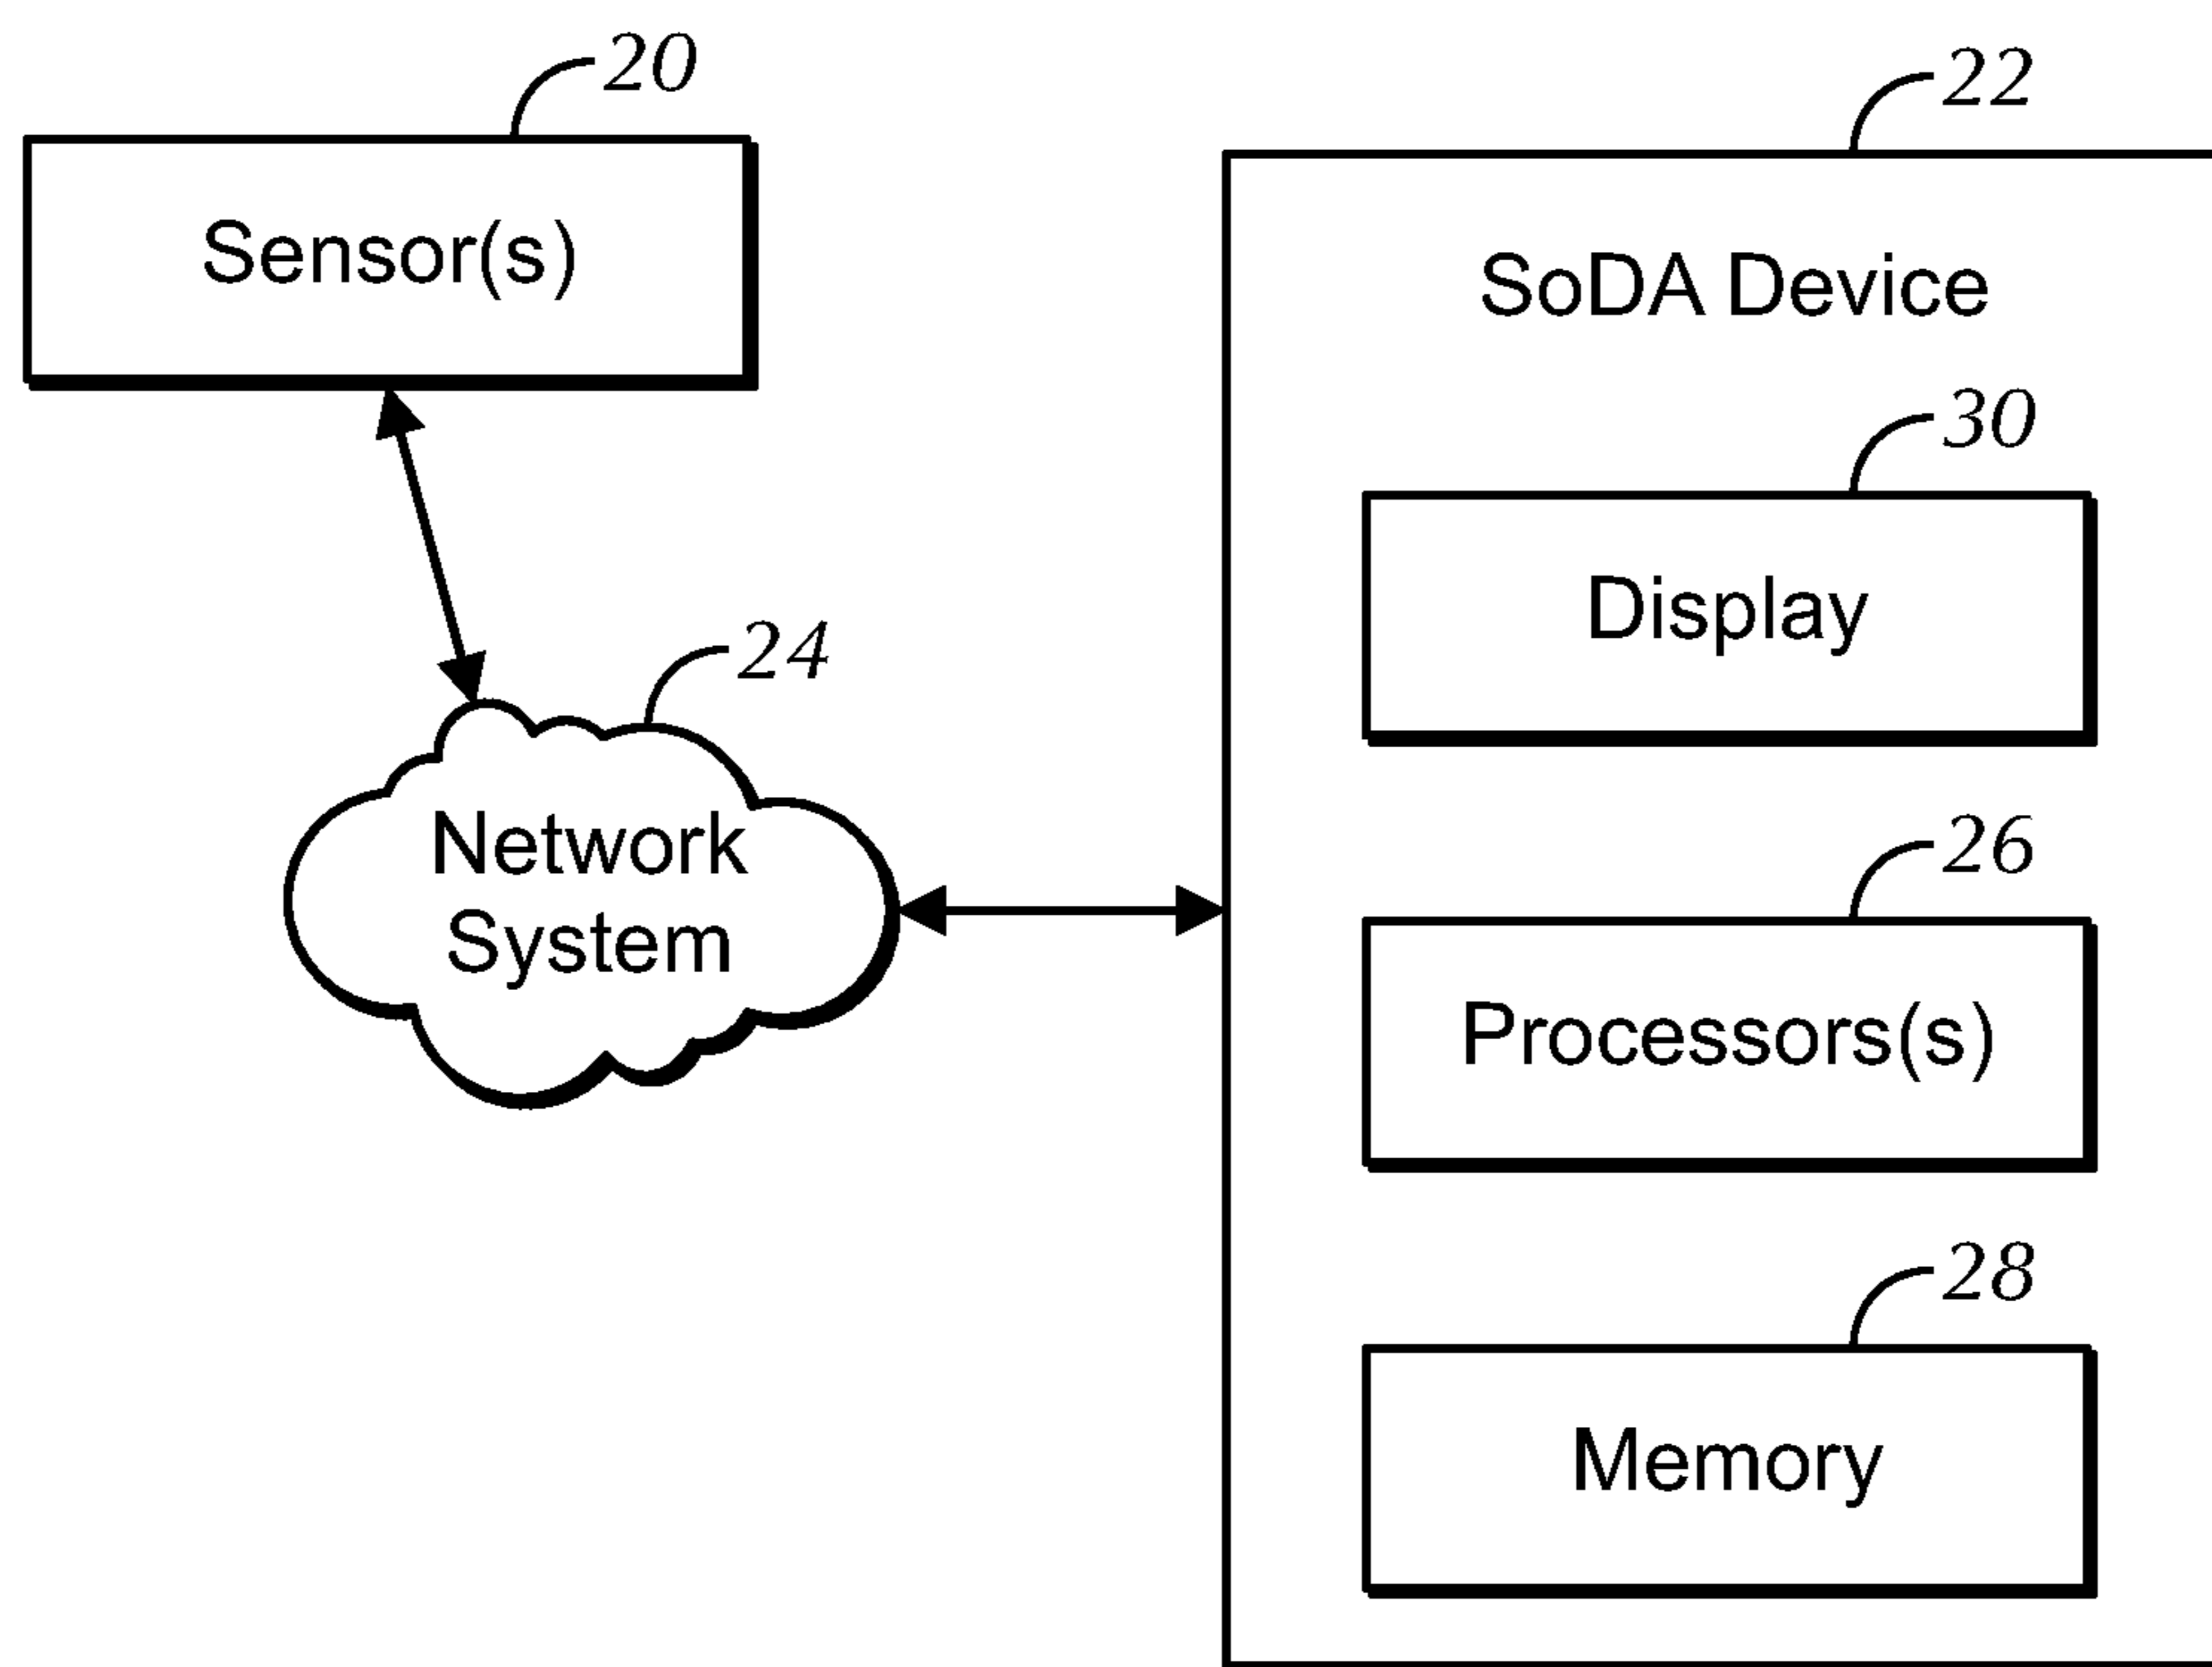 20
Sensor(s)
22
SoDA Device
30
Display
24
Network
System
26
Processors(s)
28
Memory